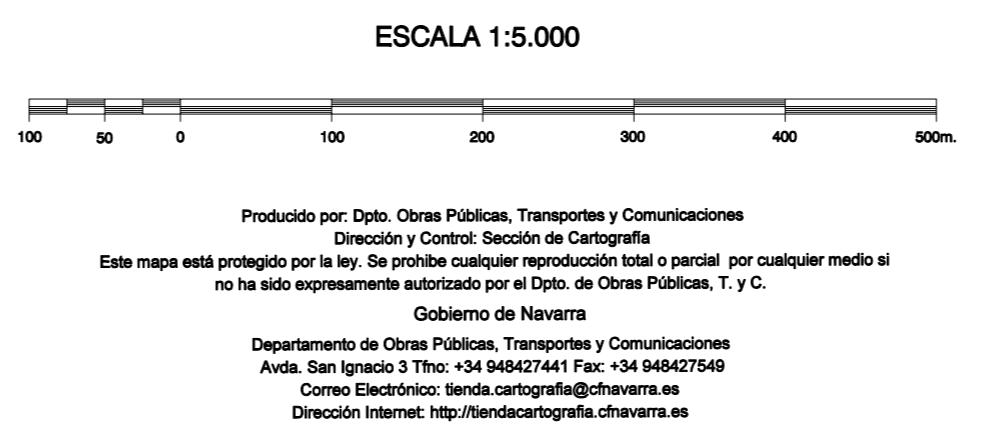 ESCALA 1:5.000
100 50 0 100 200 300 400 500m.
Producido por: Dpto. Obras Públicas, Transportes y Comunicaciones
Dirección y Control: Sección de Cartografía
Este mapa está protegido por la ley. Se prohibe cualquier reproducción total o parcial por cualquier medio si
no ha sido expresamente autorizado por el Dpto. de Obras Públicas, T. y C.
Gobierno de Navarra
Departamento de Obras Públicas, Transportes y Comunicaciones
Avda. San Ignacio 3 Tfno: +34 948427441 Fax: +34 948427549
Correo Electrónico: tienda.cartografia@cfnavarra.es
Dirección Internet: http://tiendacartografia.cfnavarra.es